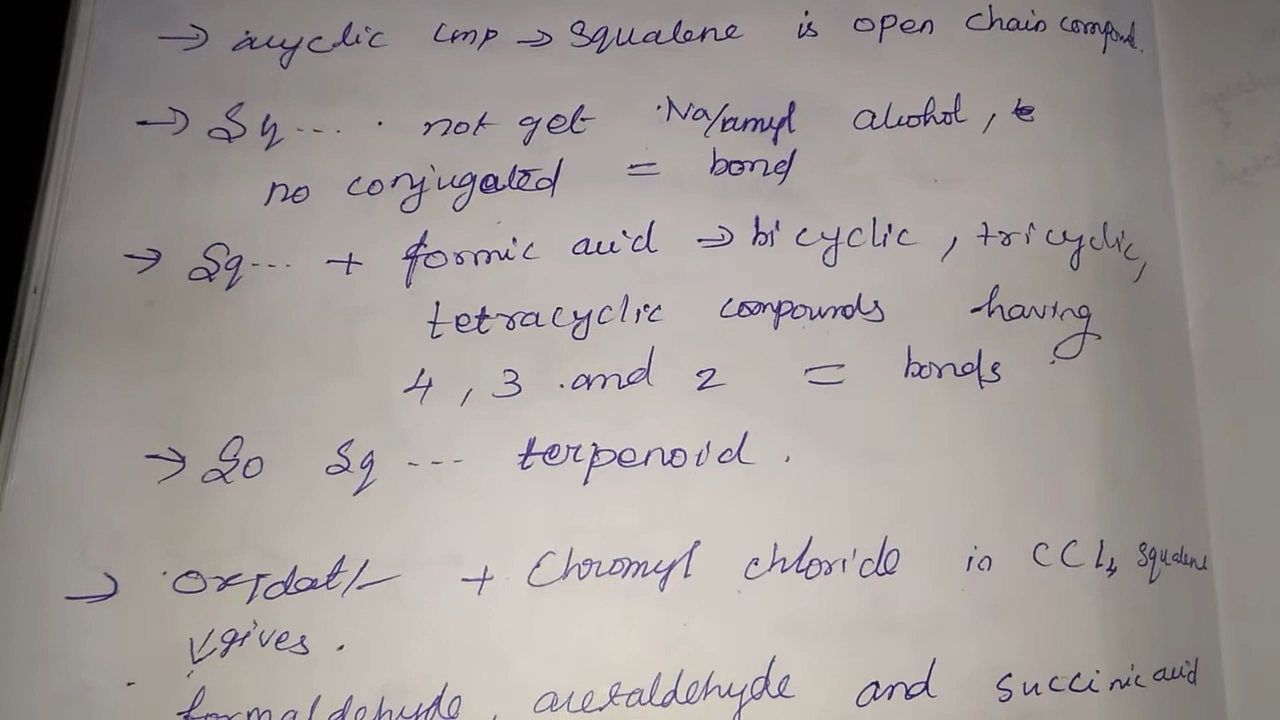 → acyclic cmp → Squalene is open chain compound.
→ Sq... . not get Na/amyl alcohol,
no conjugated = bond
→ Sq... + formic acid → bicyclic, tricyclic,
tetracyclic compounds having
4, 3 and 2 = bonds
→ So Sq --- terpenoid.
→ Oxidat/- + Chromyl chloride in CCl4 Squalene
gives.
formaldehyde, acetaldehyde and succinic acid